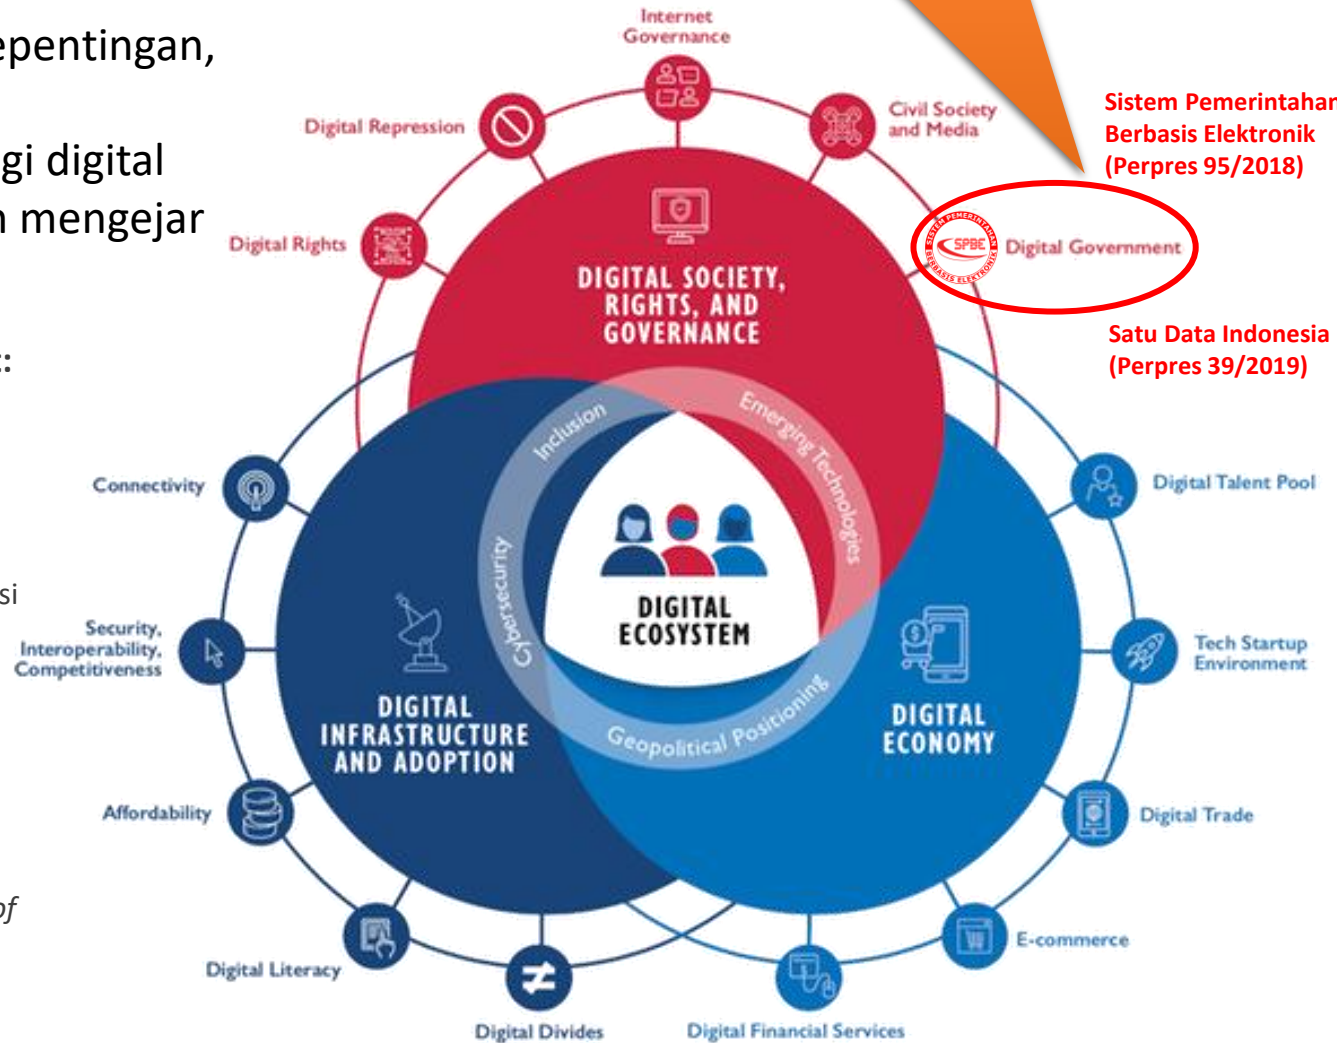 epentingan,
gi digital
n mengejar
:
si
of
Internet
Governance
Digital Repression
Civil Society
and Media
Digital Rights
Digital Government
SISTEM PEMERINTAHAN
SPBE
BERBASIS ELEKTRONIK
Sistem Pemerintahan
Berbasis Elektronik
(Perpres 95/2018)
Satu Data Indonesia
(Perpres 39/2019)
DIGITAL SOCIETY,
RIGHTS, AND
GOVERNANCE
Inclusion
Emerging Technologies
Cybersecurity
Geopolitical Positioning
DIGITAL
ECOSYSTEM
Connectivity
Security,
Interoperability,
Competitiveness
Affordability
Digital Literacy
Digital Divides
DIGITAL
INFRASTRUCTURE
AND ADOPTION
DIGITAL
ECONOMY
Digital Talent Pool
Tech Startup
Environment
Digital Trade
E-commerce
Digital Financial Services